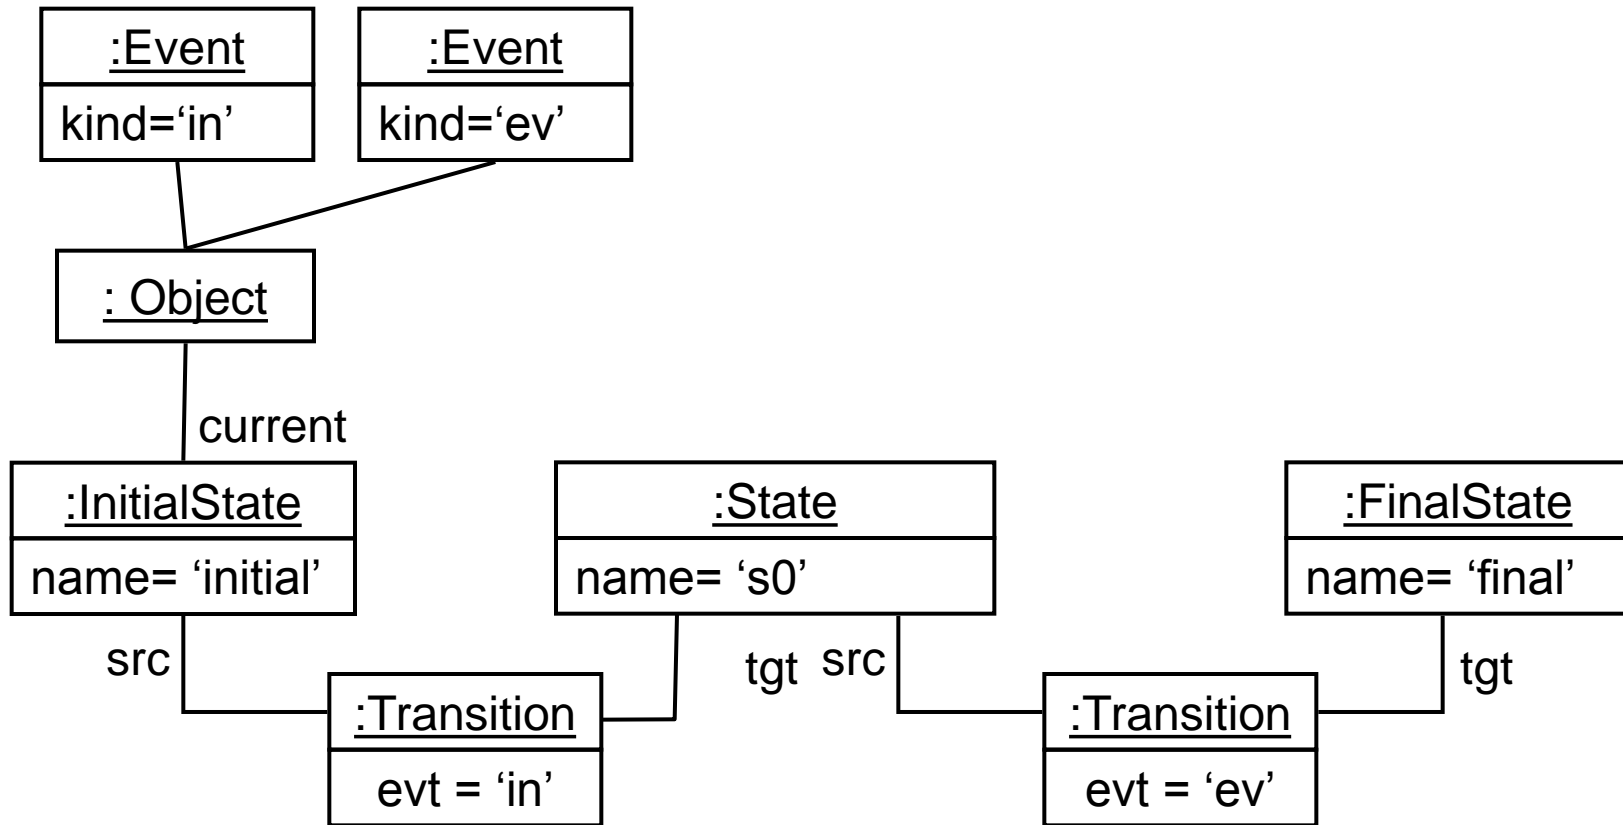 :Event
kind=‘in’
:Event
kind=‘ev’
: Object
current
:InitialState
name= ‘initial’
:State
name= ‘s0’
:FinalState
name= ‘final’
src
tgt
src
tgt
:Transition
evt = ‘in’
:Transition
evt = ‘ev’